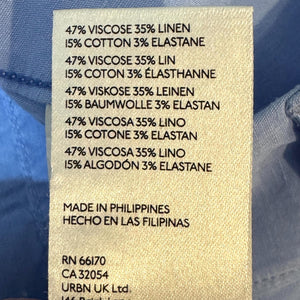 47% VISCOSE 35% LINEN
15% COTTON 3% ELASTANE
47% VISCOSE 35% LIN
15% COTON 3% ÉLASTHANNE
47% VISKOSE 35% LEINEN
15% BAUMWOLLE 3% ELASTAN
47% VISCOSA 35% LINO
15% COTONE 3% ELASTAN
47% VISCOSA 35% LINO
15% ALGODÓN 3% ELASTANE
MADE IN PHILIPPINES
HECHO EN LAS FILIPINAS
RN 66170
CA 32054
URBN UK Ltd.